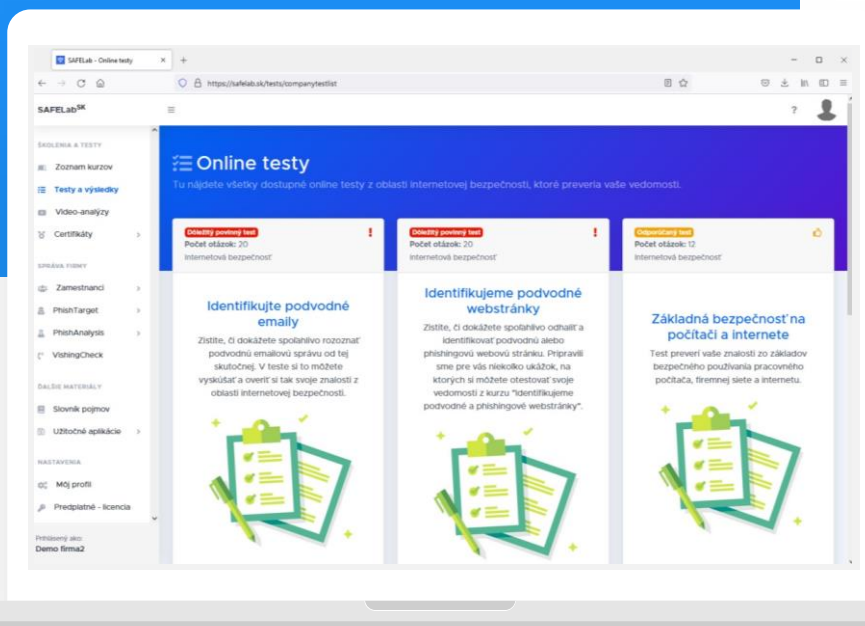 SAFELab - Online testy
https://safelab.sk/tests/companytestlist
SAFELabSK
?
ŠKOLENIA A TESTY
Zoznam kurzov
Testy a výsledky
Video-analýzy
Certifikáty
SPRÁVA FIRMY
Zamestnanci
PhishTarget
PhishAnalysis
VishingCheck
ĎALŠIE MATERIÁLY
Slovník pojmov
Užitočné aplikácie
NASTAVENIA
Môj profil
Predplatné - licencia
Prihlásený ako:
Demo firma2
Online testy
Tu nájdete všetky dostupné online testy z oblasti internetovej bezpečnosti, ktoré preveria vaše vedomosti.
Dôležitý povinný test
Počet otázok: 20
Internetová bezpečnosť
Identifikujte podvodné
emaily
Zistite, či dokážete spoľahlivo rozoznať
podvodnú emailovú správu od tej
skutočnej. V teste si to môžete
vyskúšať a overiť si tak svoje znalosti z
oblasti internetovej bezpečnosti.
Dôležitý povinný test
Počet otázok: 20
Internetová bezpečnosť
Identifikujeme podvodné
webstránky
Zistite, či dokážete spoľahlivo odhaliť a
identifikovať podvodnú alebo
phishingovú webovú stránku. Pripravili
sme pre vás niekoľko ukážok, na
ktorých si môžete otestovať svoje
vedomosti z kurzu "Identifikujeme
podvodné a phishingové webstránky".
Odporúčaný test
Počet otázok: 12
Internetová bezpečnosť
Základná bezpečnosť na
počítači a internete
Test preverí vaše znalosti zo základov
bezpečného používania pracovného
počítača, firemnej siete a internetu.